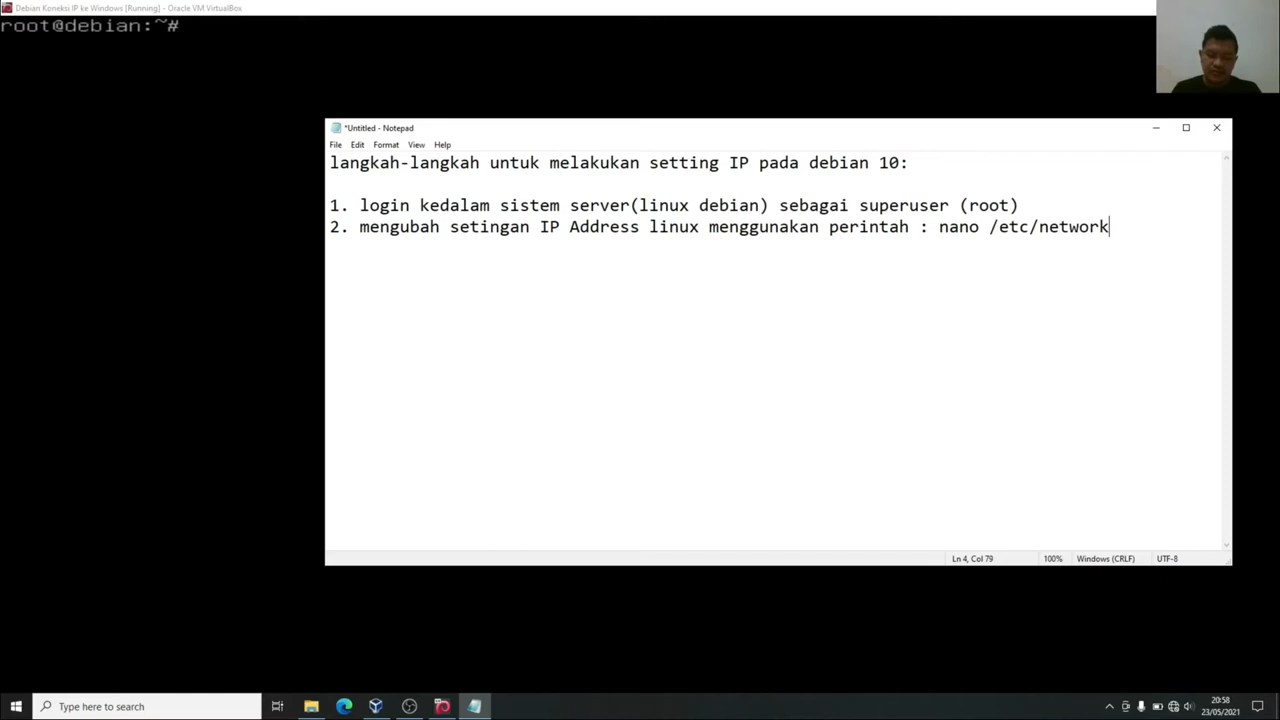 Debian Koneksi IP ke Windows [Running] - Oracle VM VirtualBox
root@debian:~#
*Untitled - Notepad
File Edit Format View Help
langkah-langkah untuk melakukan setting IP pada debian 10:
1. login kedalam sistem server(linux debian) sebagai superuser (root)
2. mengubah setingan IP Address linux menggunakan perintah : nano /etc/network
Ln 4, Col 79 100% Windows (CRLF) UTF-8
Type here to search
20:58
23/05/2021